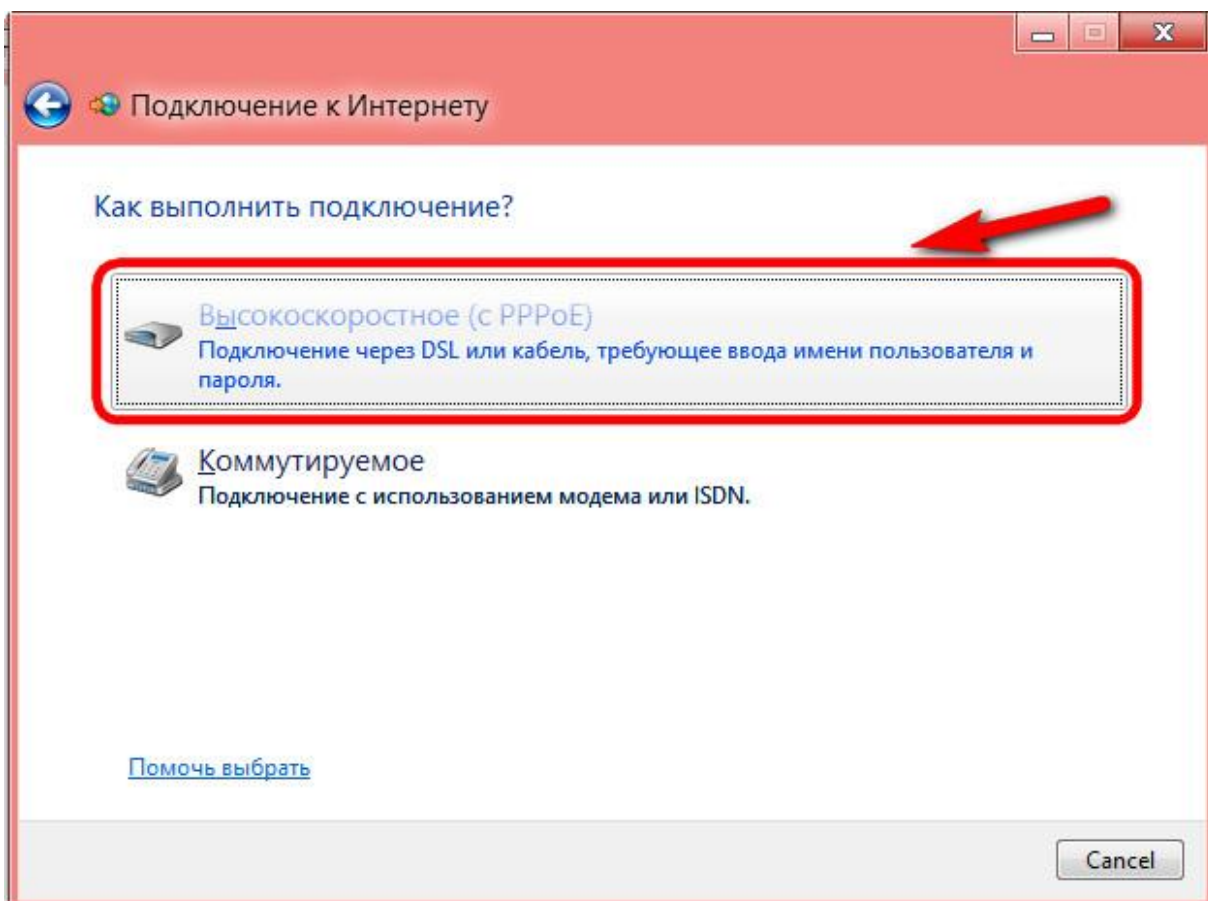 Подключение к Интернету
Как выполнить подключение?
Высокоскоростное (с PPPoE)
Подключение через DSL или кабель, требующее ввода имени пользователя и
пароля.
Коммутируемое
Подключение с использованием модема или ISDN.
Помочь выбрать
Cancel